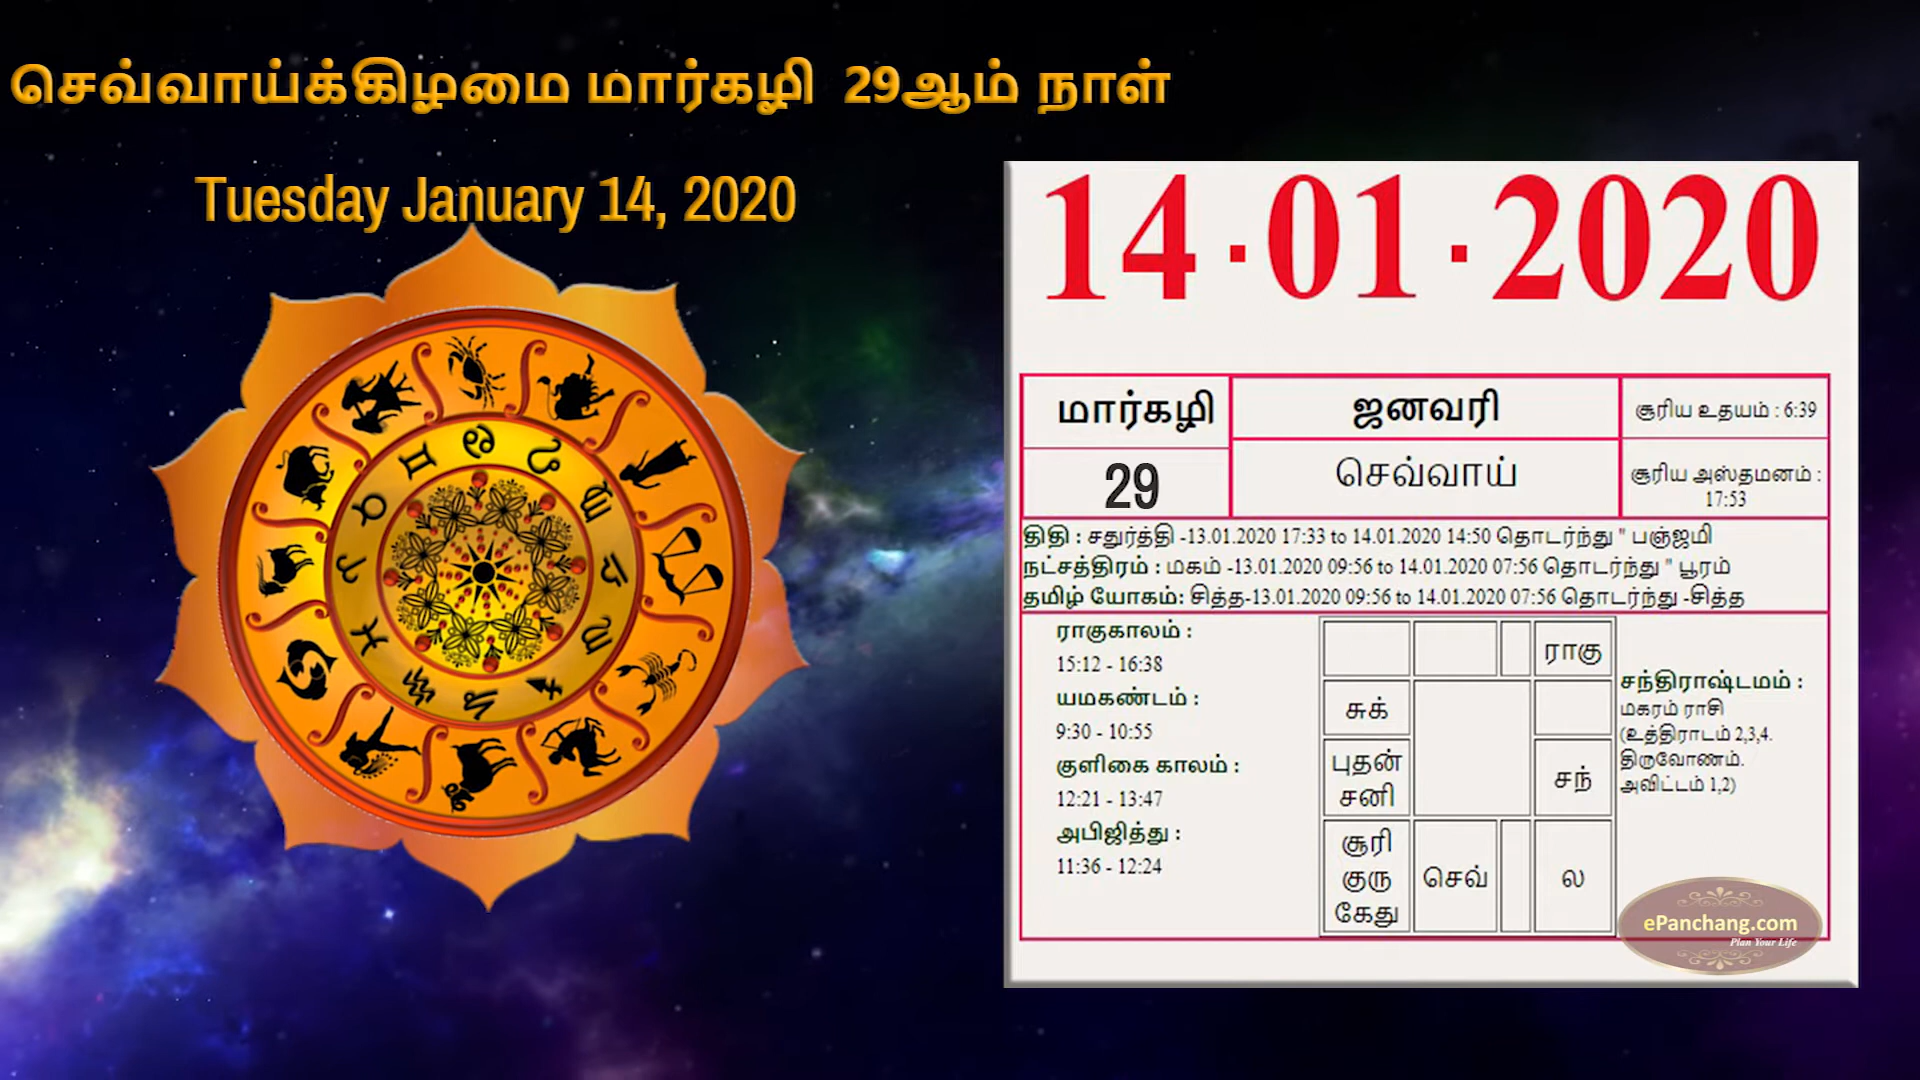 செவ்வாய்க்கிழமை மார்கழி 29ஆம் நாள்
Tuesday January 14, 2020
14·01·2020
மார்கழி
29
ஜனவரி
செவ்வாய்
சூரிய உதயம் : 6:39
சூரிய அஸ்தமனம் :
17:53
திதி : சதுர்த்தி -13.01.2020 17:33 to 14.01.2020 14:50 தொடர்ந்து " பஞ்ஜமி
நட்சத்திரம் : மகம் -13.01.2020 09:56 to 14.01.2020 07:56 தொடர்ந்து " பூரம்
தமிழ் யோகம்: சித்த-13.01.2020 09:56 to 14.01.2020 07:56 தொடர்ந்து -சித்த
ராகுகாலம் :
15:12 - 16:38
யமகண்டம் :
9:30 - 10:55
குளிகை காலம் :
12:21 - 13:47
அபிஜித்து :
11:36 - 12:24
ராகு
சுக்
புதன்
சனி
சந்
சூரி
குரு
கேது
செவ்
ல
சந்திராஷ்டமம் :
மகரம் ராசி
(உத்திராடம் 2,3,4.
திருவோணம்.
அவிட்டம் 1,2)
ePanchang.com
Plan Your Life